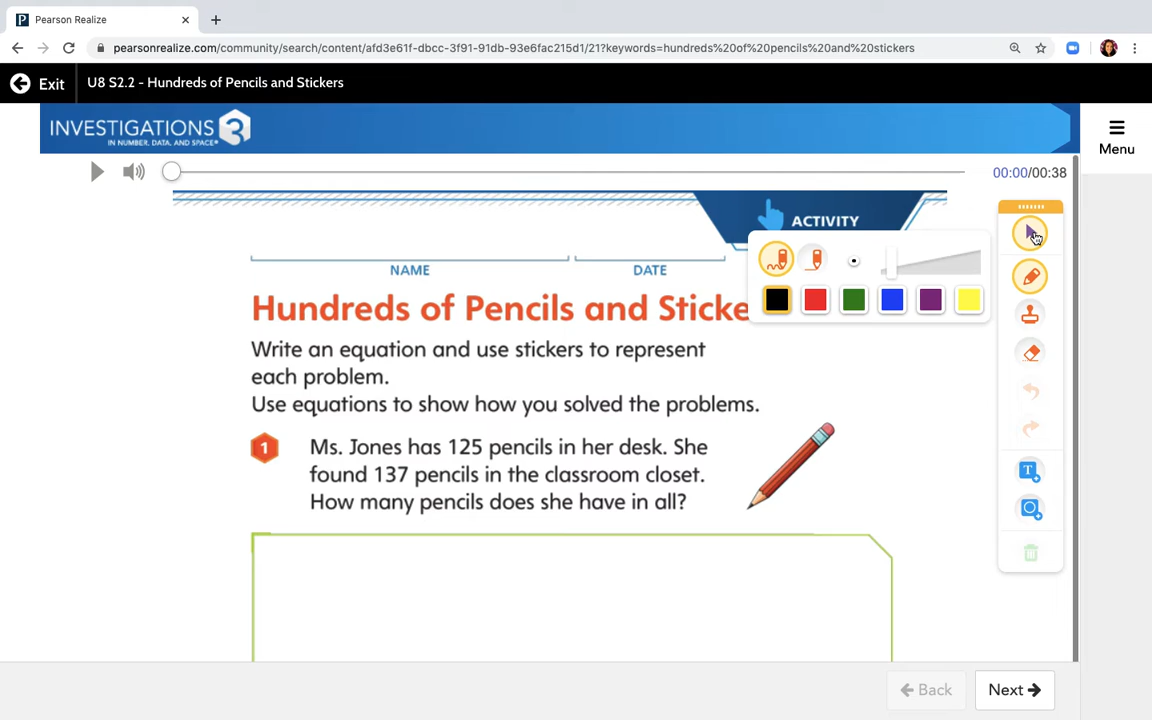 Pearson Realize
pearsonrealize.com/community/search/content/afd3e61f-dbcc-3f91-91db-93e6fac215d1/21?keywords=hundreds%20of%20pencils%20and%20stickers
Exit
U8 S2.2 - Hundreds of Pencils and Stickers
INVESTIGATIONS 3
IN NUMBER, DATA, AND SPACE®
Menu
00:00/00:38
ACTIVITY
NAME DATE
Hundreds of Pencils and Sticke
Write an equation and use stickers to represent
each problem.
Use equations to show how you solved the problems.
1 Ms. Jones has 125 pencils in her desk. She
found 137 pencils in the classroom closet.
How many pencils does she have in all?
T
Back
Next